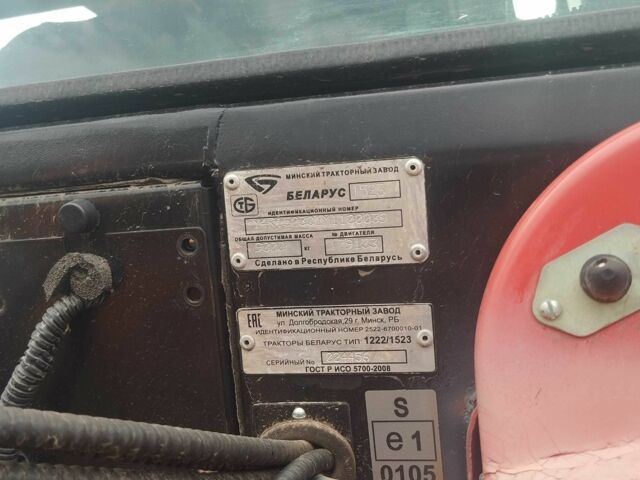 МИНСКИЙ ТРАКТОРНЫЙ ЗАВОД
БЕЛАРУС
ИДЕНТИФИКАЦИОННЫЙ НОМЕР
ОБЩАЯ ДОПУСТИМАЯ МАССА № ДВИГАТЕЛЯ
КГ
Сделано в Республике Беларусь
EAC МИНСКИЙ ТРАКТОРНЫЙ ЗАВОД
ул. Долгобродская,29 г. Минск, РБ
ИДЕНТИФИКАЦИОННЫЙ НОМЕР 2522-6700010-01
ТРАКТОРЫ БЕЛАРУС ТИП: 1222/1523
СЕРИЙНЫЙ No 224456
ГОСТ Р ИСО 5700-2008
S
e1
0105